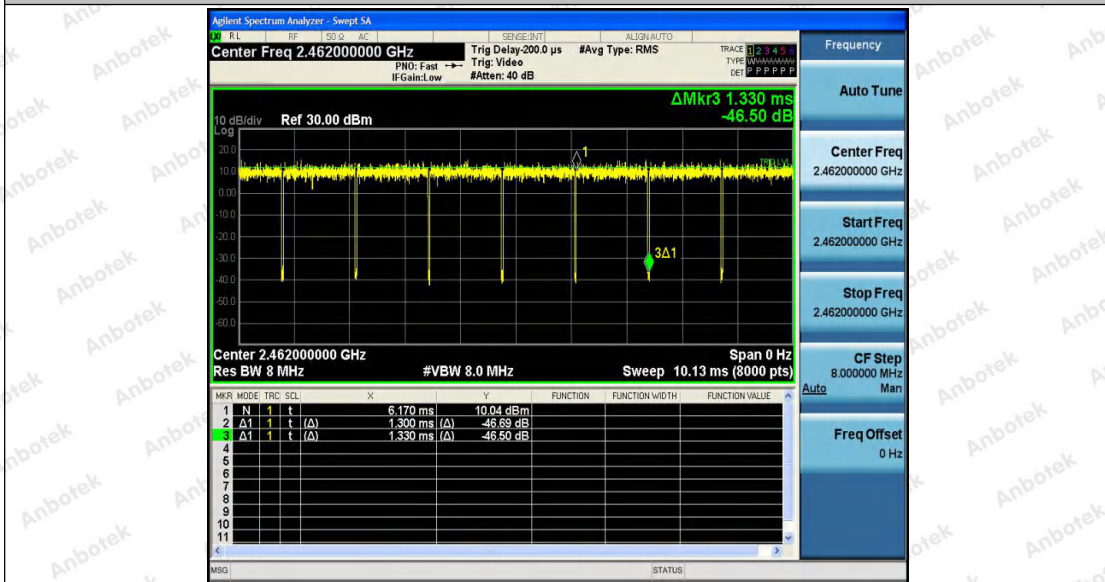 Agilent Spectrum Analyzer - Swept SA
LXI RL RF 50 Ω AC SENSE:INT ALIGN AUTO
Center Freq 2.462000000 GHz
PNO: Fast
IFGain:Low
Trig Delay-200.0 µs
Trig: Video
#Atten: 40 dB
#Avg Type: RMS
TRACE 1 2 3 4 5 6
TYPE W
DET P P P P P P
ΔMkr3 1.330 ms
-46.50 dB
10 dB/div Ref 30.00 dBm
Log
20.0
10.0
0.00
-10.0
-20.0
-30.0
-40.0
-50.0
-60.0
1
TRIG LVL
3Δ1
Center 2.462000000 GHz Span 0 Hz
Res BW 8 MHz #VBW 8.0 MHz Sweep 10.13 ms (8000 pts)
MKR MODE TRC SCL X Y FUNCTION FUNCTION WIDTH FUNCTION VALUE
1 N 1 t 6.170 ms 10.04 dBm
2 Δ1 1 t (Δ) 1.300 ms (Δ) -46.69 dB
3 Δ1 1 t (Δ) 1.330 ms (Δ) -46.50 dB
4
5
6
7
8
9
10
11
MSG STATUS
Frequency
Auto Tune
Center Freq
2.462000000 GHz
Start Freq
2.462000000 GHz
Stop Freq
2.462000000 GHz
CF Step
8.000000 MHz
Auto Man
Freq Offset
0 Hz
Anbotek